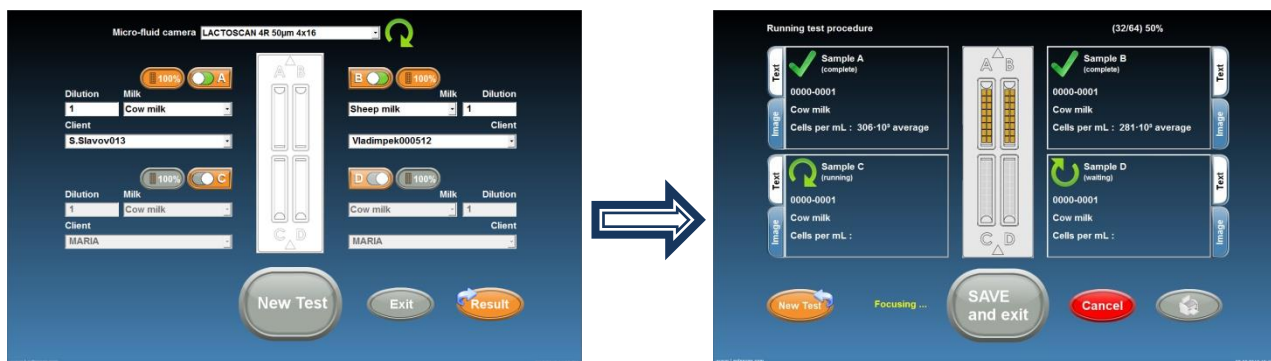 Micro-fluid camera LACTOSCAN 4R 50µm 4x16
100% A
B 100%
A B
Dilution Milk
1 Cow milk
Client
S.Slavov013
Milk Dilution
Sheep milk 1
Client
Vladimpek000512
100% C
D 100%
Dilution Milk
1 Cow milk
Client
MARIA
Milk Dilution
Cow milk 1
Client
MARIA
C D
New Test
Exit
Result
Running test procedure
(32/64) 50%
Text
Image
Sample A
(complete)
0000-0001
Cow milk
Cells per mL : 306·10³ average
A B
Sample B
(complete)
0000-0001
Cow milk
Cells per mL : 281·10³ average
Text
Image
Text
Image
Sample C
(running)
0000-0001
Cow milk
Cells per mL :
C D
Sample D
(waiting)
0000-0001
Cow milk
Cells per mL :
Text
Image
New Test
Focusing ...
SAVE
and exit
Cancel